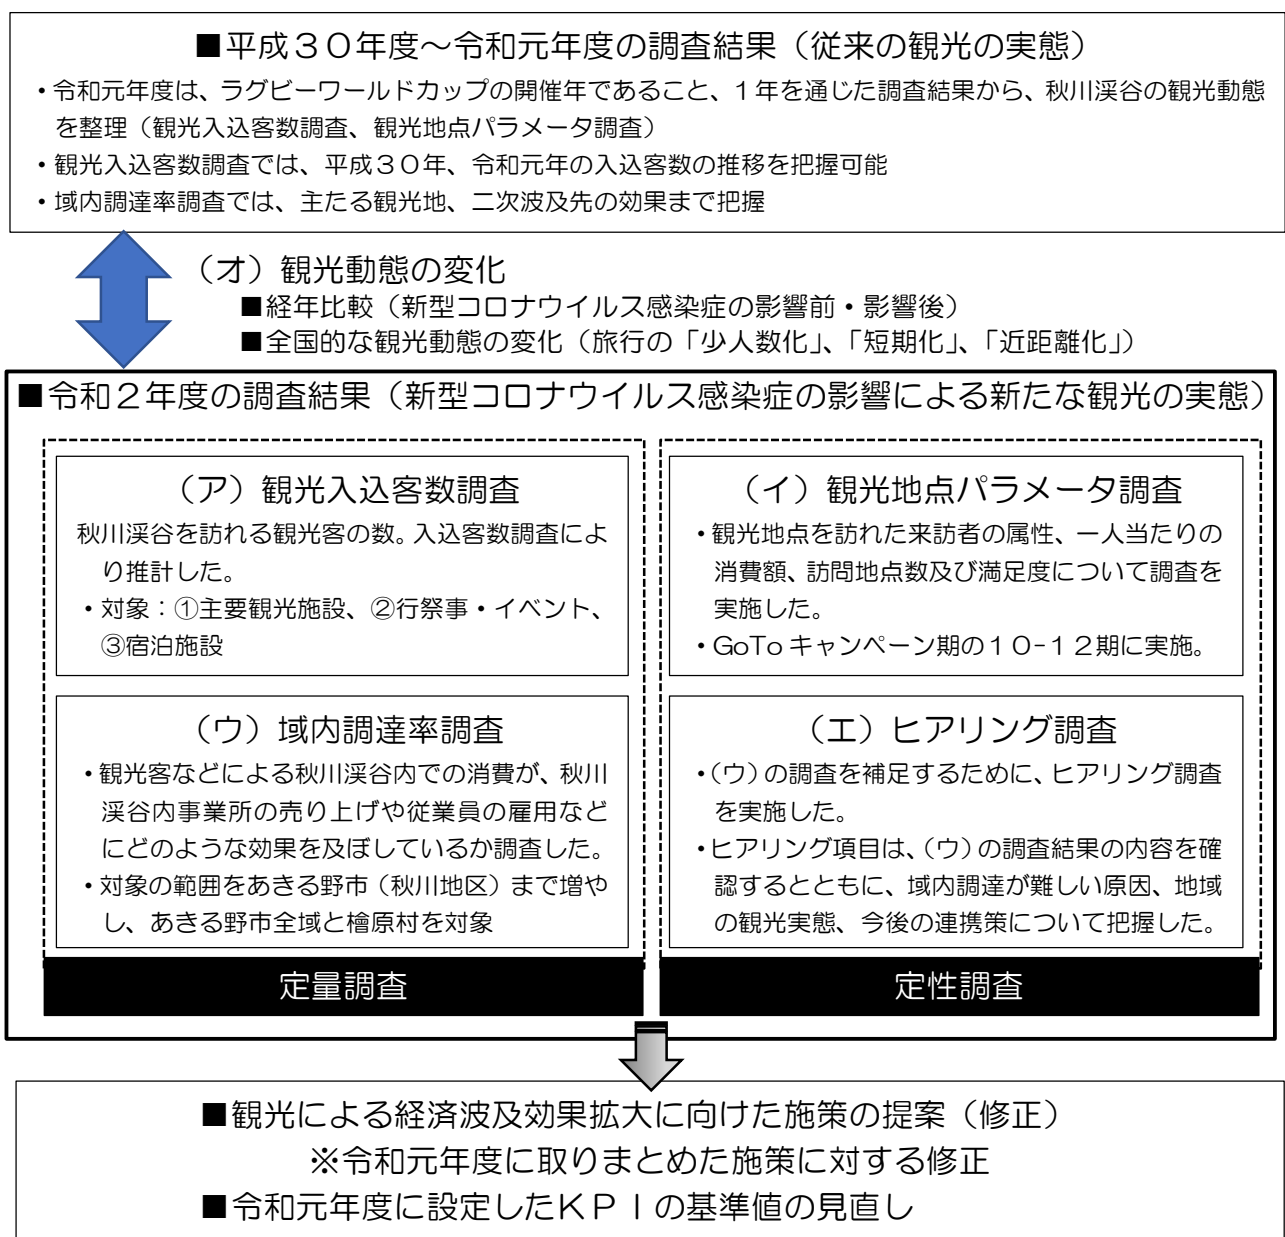 ■平成３０年度～令和元年度の調査結果（従来の観光の実態）
・令和元年度は、ラグビーワールドカップの開催年であること、１年を通じた調査結果から、秋川渓谷の観光動態
を整理（観光入込客数調査、観光地点パラメータ調査）
・観光入込客数調査では、平成３０年、令和元年の入込客数の推移を把握可能
・域内調達率調査では、主たる観光地、二次波及先の効果まで把握
（オ）観光動態の変化
■経年比較（新型コロナウイルス感染症の影響前・影響後）
■全国的な観光動態の変化（旅行の「少人数化」、「短期化」、「近距離化」）
■令和２年度の調査結果（新型コロナウイルス感染症の影響による新たな観光の実態）
（ア）観光入込客数調査
秋川渓谷を訪れる観光客の数。入込客数調査によ
り推計した。
・対象：①主要観光施設、②行祭事・イベント、
③宿泊施設
（ウ）域内調達率調査
・観光客などによる秋川渓谷内での消費が、秋川
渓谷内事業所の売り上げや従業員の雇用など
にどのような効果を及ぼしているか調査した。
・対象の範囲をあきる野市（秋川地区）まで増や
し、あきる野市全域と檜原村を対象
定量調査
（イ）観光地点パラメータ調査
・観光地点を訪れた来訪者の属性、一人当たりの
消費額、訪問地点数及び満足度について調査を
実施した。
・GoTo キャンペーン期の１０-１２期に実施。
（エ）ヒアリング調査
・（ウ）の調査を補足するために、ヒアリング調査
を実施した。
・ヒアリング項目は、（ウ）の調査結果の内容を確
認するとともに、域内調達が難しい原因、地域
の観光実態、今後の連携策について把握した。
定性調査
■観光による経済波及効果拡大に向けた施策の提案（修正）
※令和元年度に取りまとめた施策に対する修正
■令和元年度に設定したＫＰＩの基準値の見直し